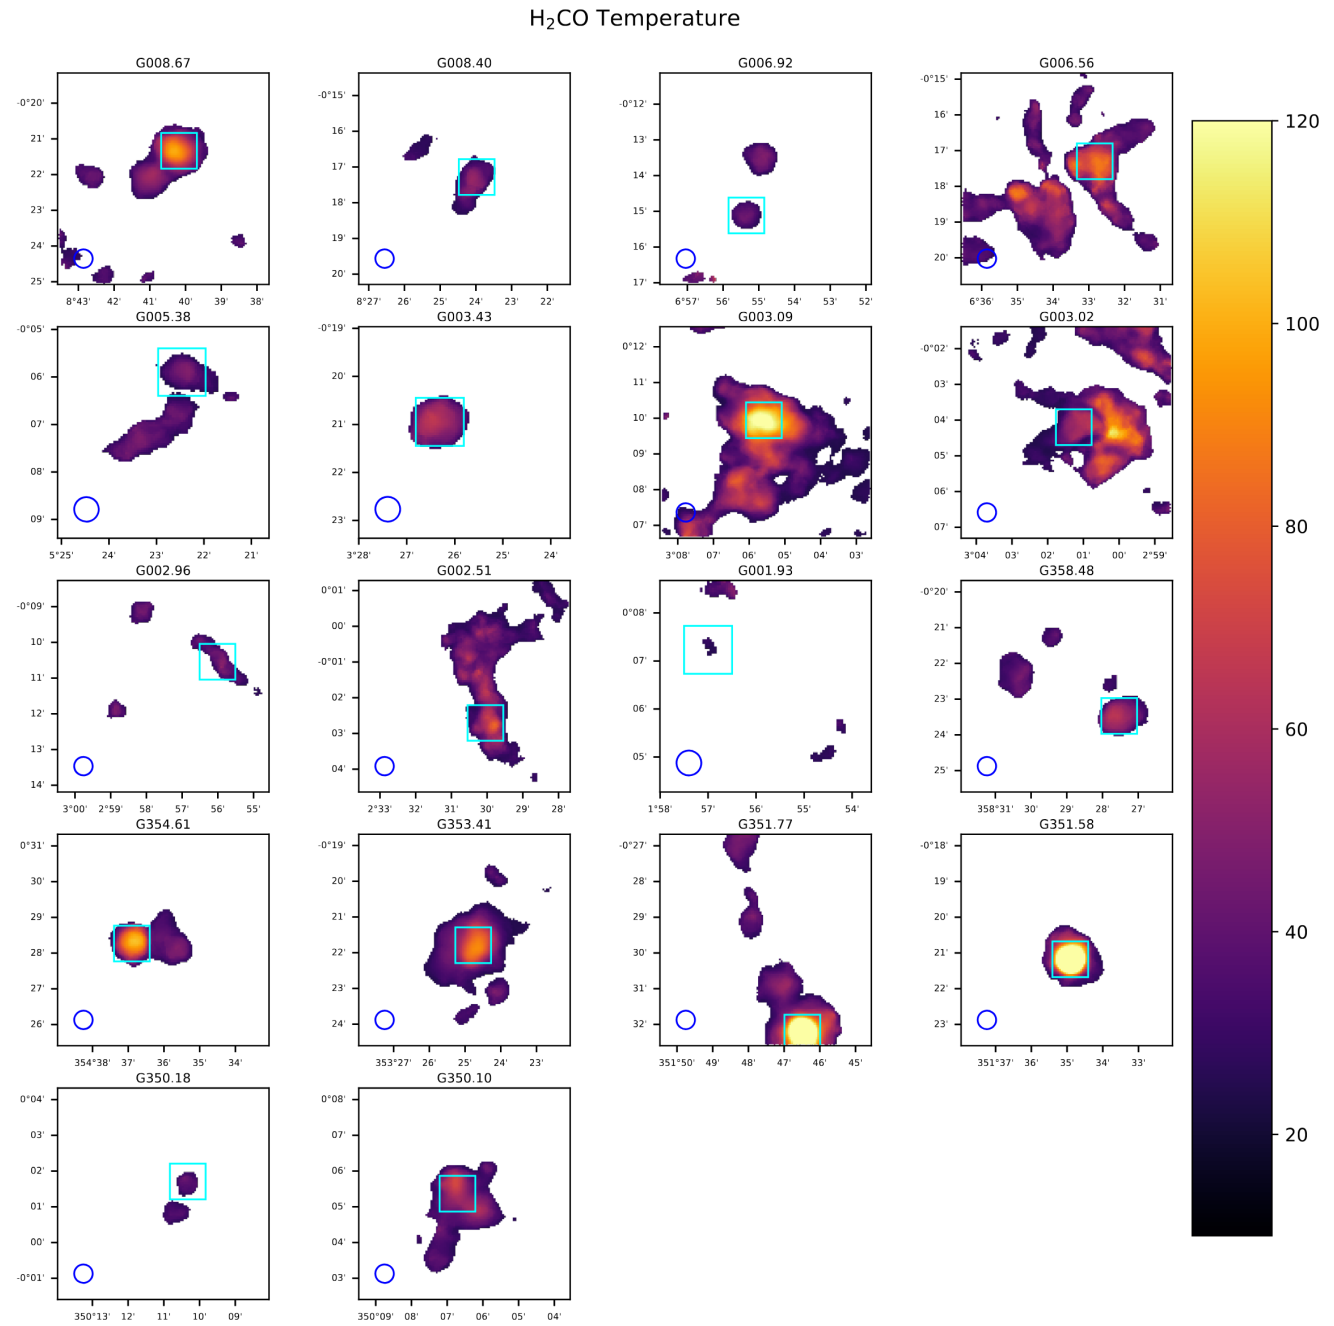 H₂CO Temperature
G008.67 G008.40 G006.92 G006.56
-0°20' 21' 22' 23' 24' 25'
8°43' 42' 41' 40' 39' 38'
-0°15' 16' 17' 18' 19' 20'
8°27' 26' 25' 24' 23' 22'
-0°12' 13' 14' 15' 16' 17'
6°57' 56' 55' 54' 53' 52'
-0°15' 16' 17' 18' 19' 20'
6°36' 35' 34' 33' 32' 31'
G005.38 G003.43 G003.09 G003.02
-0°05' 06' 07' 08' 09'
5°25' 24' 23' 22' 21'
-0°19' 20' 21' 22' 23'
3°28' 27' 26' 25' 24'
0°12' 11' 10' 09' 08' 07'
3°08' 07' 06' 05' 04' 03'
-0°02' 03' 04' 05' 06' 07'
3°04' 03' 02' 01' 00' 2°59'
G002.96 G002.51 G001.93 G358.48
-0°09' 10' 11' 12' 13' 14'
3°00' 2°59' 58' 57' 56' 55'
0°01' 00' -0°01' 02' 03' 04'
2°33' 32' 31' 30' 29' 28'
0°08' 07' 06' 05'
1°58' 57' 56' 55' 54'
-0°20' 21' 22' 23' 24' 25'
358°31' 30' 29' 28' 27'
G354.61 G353.41 G351.77 G351.58
0°31' 30' 29' 28' 27' 26'
354°38' 37' 36' 35' 34'
-0°19' 20' 21' 22' 23' 24'
353°27' 26' 25' 24' 23'
-0°27' 28' 29' 30' 31' 32'
351°50' 49' 48' 47' 46' 45'
-0°18' 19' 20' 21' 22' 23'
351°37' 36' 35' 34' 33'
G350.18 G350.10
0°04' 03' 02' 01' 00' -0°01'
350°13' 12' 11' 10' 09'
0°08' 07' 06' 05' 04' 03'
350°09' 08' 07' 06' 05' 04'
120
100
80
60
40
20